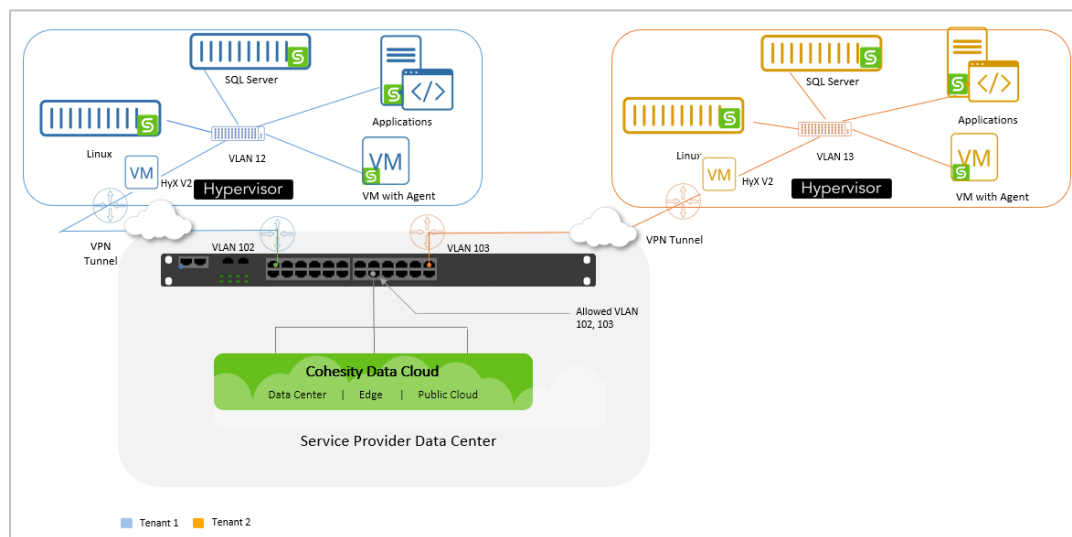 SQL Server
Applications
Linux
VLAN 12
VM
HyX V2
Hypervisor
VM
VM with Agent
VPN
Tunnel
SQL Server
Applications
Linux
VLAN 13
VM
HyX V2
Hypervisor
VM
VM with Agent
VPN Tunnel
VLAN 102
VLAN 103
Allowed VLAN
102, 103
Cohesity Data Cloud
Data Center | Edge | Public Cloud
Service Provider Data Center
Tenant 1
Tenant 2